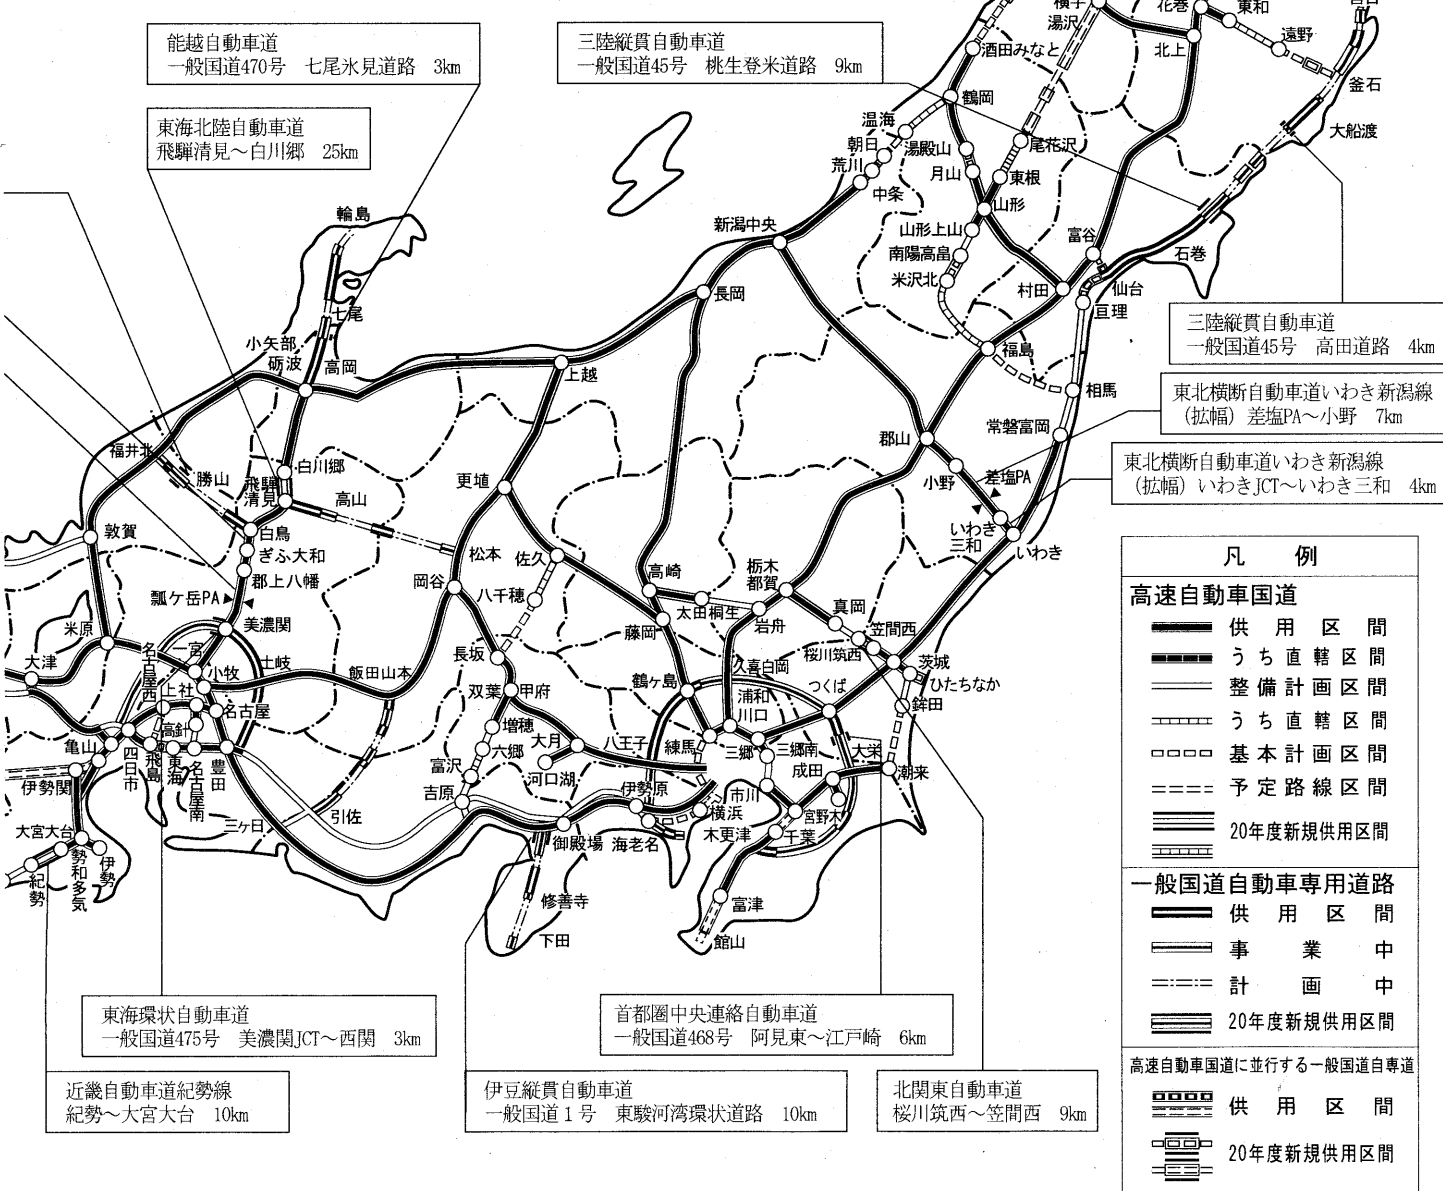 能越自動車道
一般国道470号　七尾氷見道路　3km
三陸縦貫自動車道
一般国道45号　桃生登米道路　9km
東海北陸自動車道
飛騨清見～白川郷　25km
湯沢
花巻
東和
北上
遠野
釜石
大船渡
酒田みなと
鶴岡
温海
朝日
荒川
中条
湯殿山
月山
尾花沢
東根
山形
山形上山
南陽高畠
米沢北
新潟中央
富谷
石巻
村田
仙台
亘理
輪島
七尾
長岡
小矢部
砺波
高岡
上越
福島
相馬
常磐富岡
郡山
小野
差塩PA
いわき
三和
いわき
三陸縦貫自動車道
一般国道45号　高田道路　4km
東北横断自動車道いわき新潟線
（拡幅）差塩PA～小野　7km
東北横断自動車道いわき新潟線
（拡幅）いわきJCT～いわき三和　4km
福井北
勝山
白川郷
飛騨
清見
高山
更埴
敦賀
白鳥
ぎふ大和
郡上八幡
瓢ケ岳PA
美濃関
松本
佐久
岡谷
八千穂
高崎
太田桐生
栃木
都賀
岩舟
真岡
笠間西
桜川筑西
茨城
ひたちなか
鉾田
藤岡
米原
大津
名古屋西
一宮
小牧
土岐
上社
名古屋
高針
飯田山本
長坂
双葉
甲府
増穂
六郷
大月
河口湖
八王子
富沢
吉原
鶴ヶ島
久喜白岡
浦和
川口
つくば
練馬
三郷
三郷南
大栄
成田
潮来
市川
宮野木
千葉
木更津
横浜
伊勢原
海老名
御殿場
亀山
四日市
飛島
東海
名古屋南
豊田
伊勢関
三ヶ日
引佐
大宮大台
勢和多気
伊勢
紀勢
修善寺
下田
富津
館山
東海環状自動車道
一般国道475号　美濃関JCT～西関　3km
首都圏中央連絡自動車道
一般国道468号　阿見東～江戸崎　6km
近畿自動車道紀勢線
紀勢～大宮大台　10km
伊豆縦貫自動車道
一般国道1号　東駿河湾環状道路　10km
北関東自動車道
桜川筑西～笠間西　9km
凡　例
高速自動車国道
供用区間
うち直轄区間
整備計画区間
うち直轄区間
基本計画区間
予定路線区間
20年度新規供用区間
一般国道自動車専用道路
供用区間
事業中
計画中
20年度新規供用区間
高速自動車国道に並行する一般国道自専道
供用区間
20年度新規供用区間